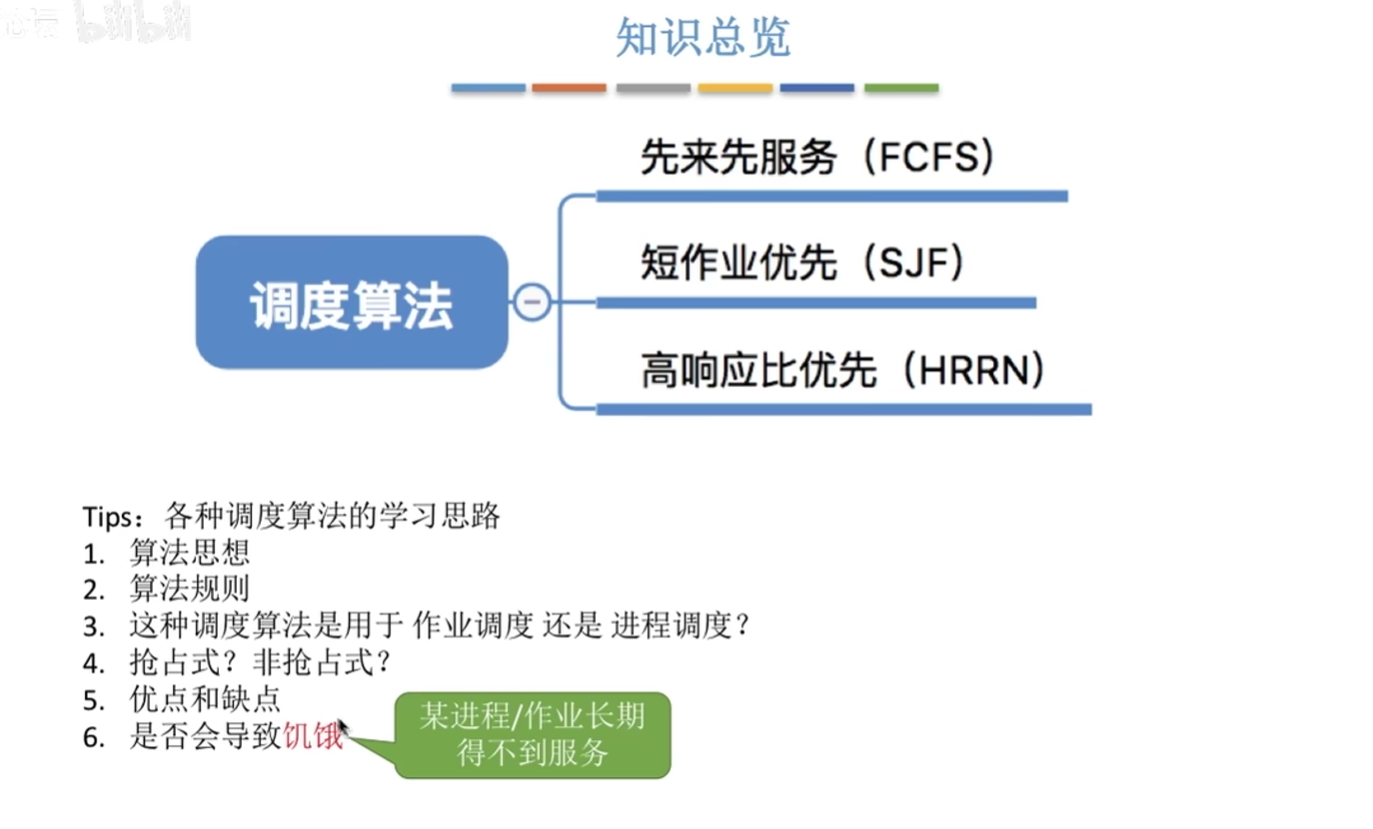 论坛 bilibili
知识总览
调度算法
先来先服务（FCFS）
短作业优先（SJF）
高响应比优先（HRRN）
Tips：各种调度算法的学习思路
1. 算法思想
2. 算法规则
3. 这种调度算法是用于 作业调度 还是 进程调度？
4. 抢占式？非抢占式？
5. 优点和缺点
6. 是否会导致饥饿
某进程/作业长期
得不到服务